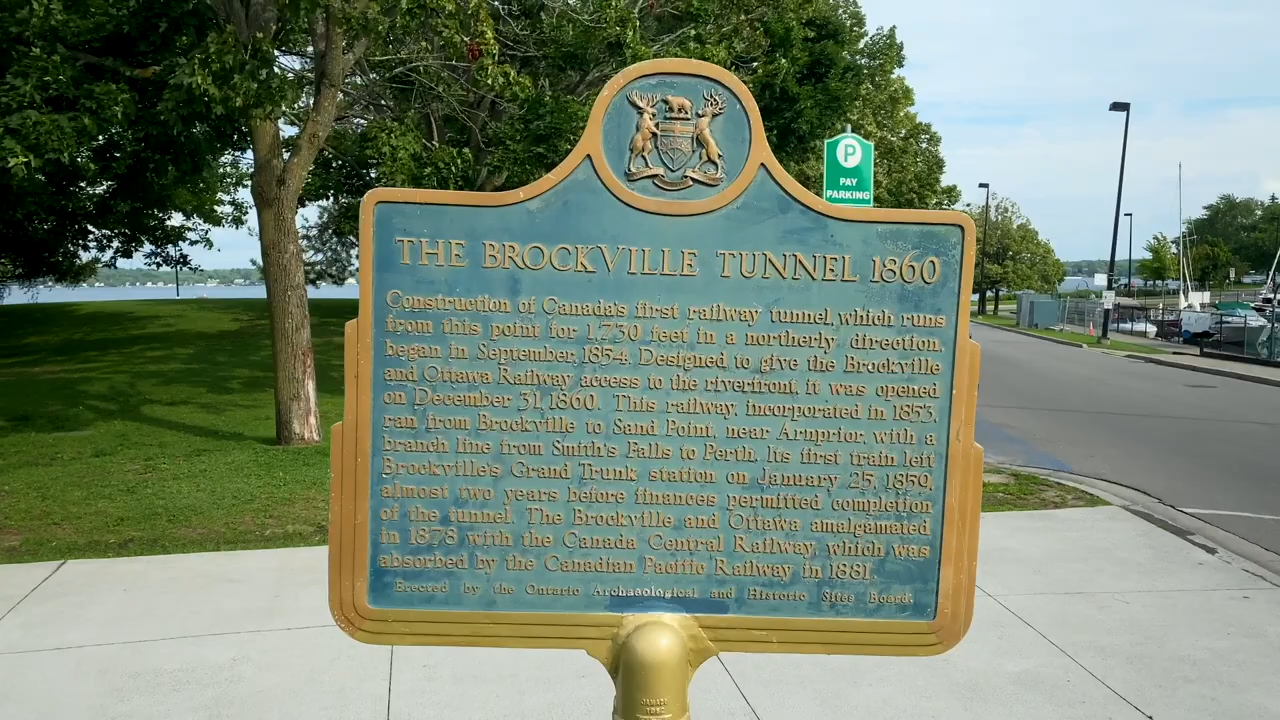 P
PAY
PARKING
THE BROCKVILLE TUNNEL 1860
Construction of Canada's first railway tunnel, which runs
from this point for 1,730 feet in a northerly direction,
began in September, 1854. Designed to give the Brockville
and Ottawa Railway access to the riverfront, it was opened
on December 31, 1860. This railway, incorporated in 1853,
ran from Brockville to Sand Point, near Arnprior, with a
branch line from Smith's Falls to Perth. Its first train left
Brockville's Grand Trunk station on January 25, 1859,
almost two years before finances permitted completion
of the tunnel. The Brockville and Ottawa amalgamated
in 1878 with the Canada Central Railway, which was
absorbed by the Canadian Pacific Railway in 1881.
Erected by the Ontario Archaeological and Historic Sites Board.